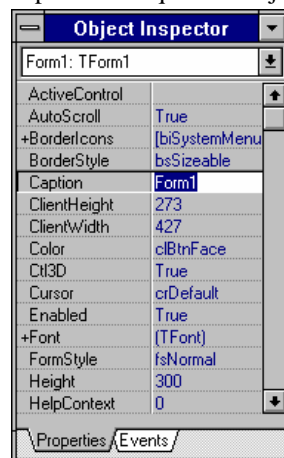 Object Inspector
Form1: TForm1
ActiveControl
AutoScroll True
+BorderIcons [biSystemMenu
BorderStyle bsSizeable
Caption Form1
ClientHeight 273
ClientWidth 427
Color clBtnFace
Ctl3D True
Cursor crDefault
Enabled True
+Font (TFont)
FormStyle fsNormal
Height 300
HelpContext 0
Properties Events